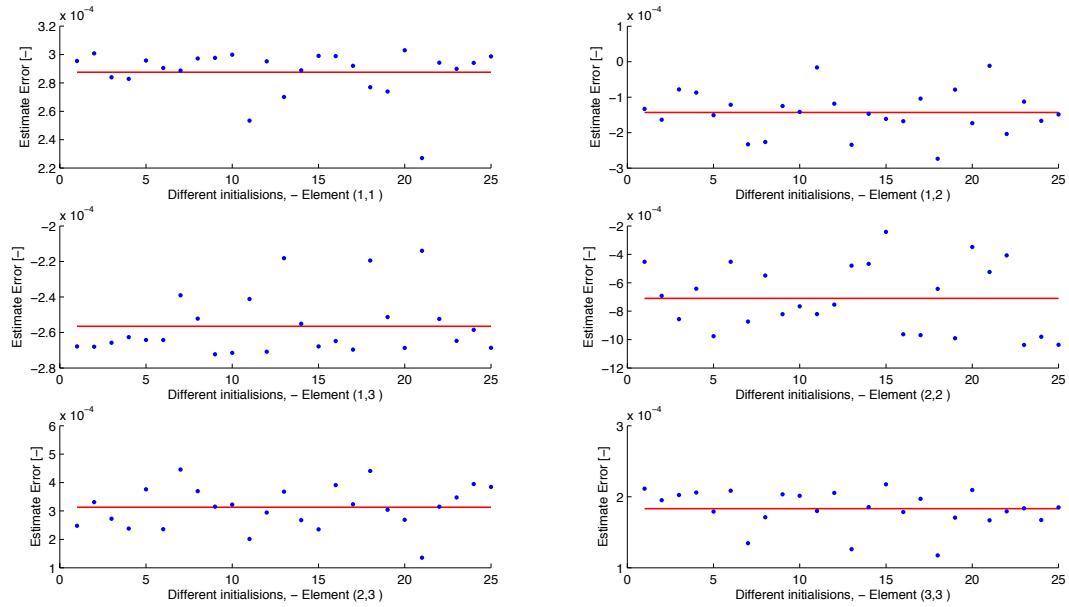 x 10^-4
3.2
3
2.8
2.6
2.4
2.2
Estimate Error [-]
0 5 10 15 20 25
Different initialisions, − Element (1,1 )
x 10^-4
1
0
−1
−2
−3
Estimate Error [-]
0 5 10 15 20 25
Different initialisions, − Element (1,2 )
x 10^-4
−2
−2.2
−2.4
−2.6
−2.8
Estimate Error [-]
0 5 10 15 20 25
Different initialisions, − Element (1,3 )
x 10^-4
−2
−4
−6
−8
−10
−12
Estimate Error [-]
0 5 10 15 20 25
Different initialisions, − Element (2,2 )
x 10^-4
6
5
4
3
2
1
Estimate Error [-]
0 5 10 15 20 25
Different initialisions, − Element (2,3 )
x 10^-4
3
2
1
Estimate Error [-]
0 5 10 15 20 25
Different initialisions, − Element (3,3 )